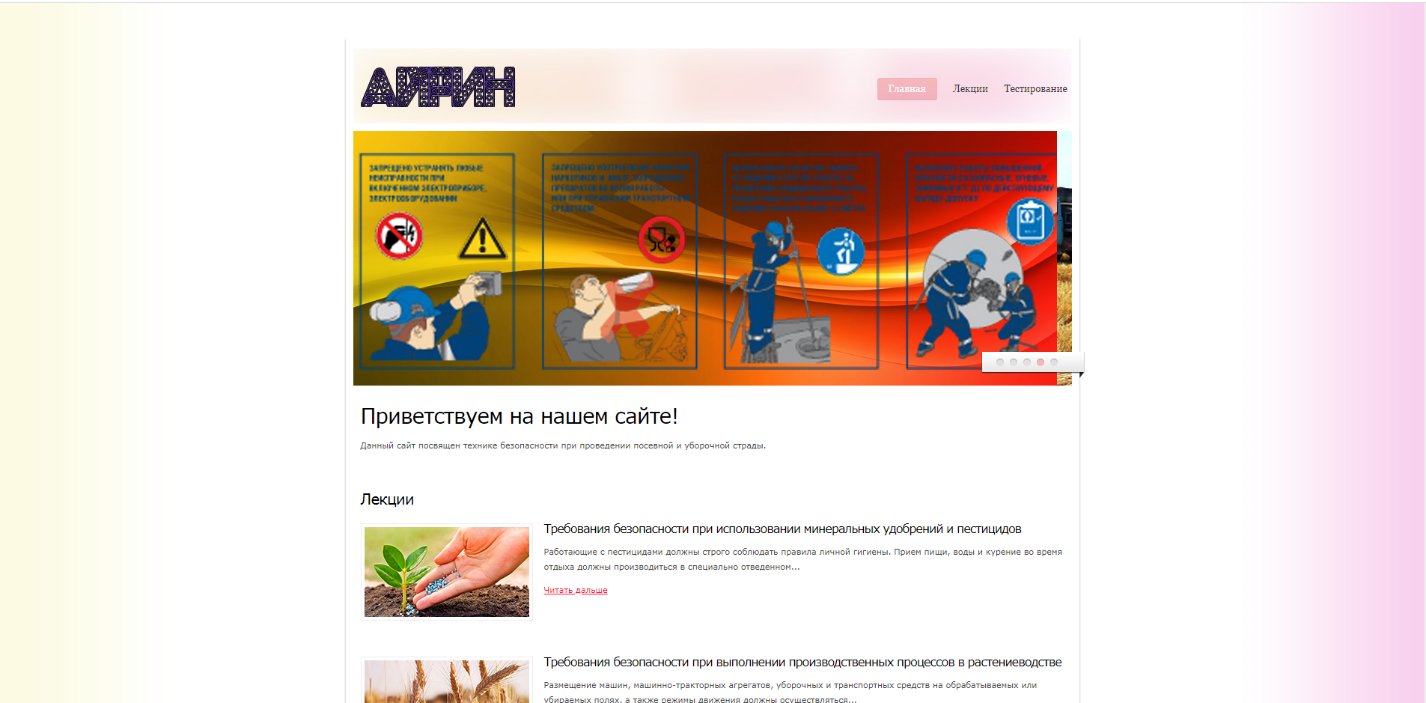 АЙРИН
Главная Лекции Тестирование
ЗАПРЕЩЕНО УСТРАНЯТЬ ЛЮБЫЕ
НЕИСПРАВНОСТИ ПРИ
ВКЛЮЧЕННОМ ЭЛЕКТРОПРИБОРЕ,
ЭЛЕКТРООБОРУДОВАНИИ
Приветствуем на нашем сайте!
Данный сайт посвящен технике безопасности при проведении посевной и уборочной страды.
Лекции
Требования безопасности при использовании минеральных удобрений и пестицидов
Работающие с пестицидами должны строго соблюдать правила личной гигиены. Прием пищи, воды и курение во время
отдыха должны производиться в специально отведенном...
Читать дальше
Требования безопасности при выполнении производственных процессов в растениеводстве
Размещение машин, машинно-тракторных агрегатов, уборочных и транспортных средств на обрабатываемых или
убираемых полях, а также режимы движения должны осуществляться...